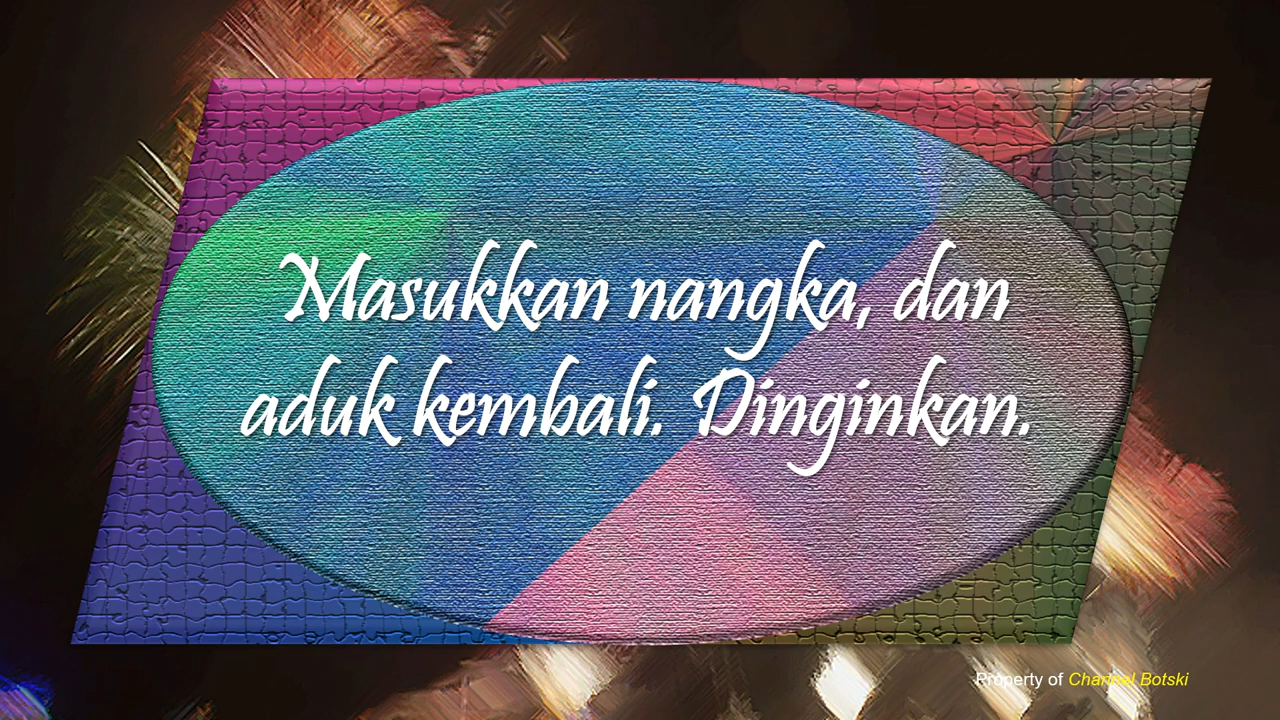 Masukkan nangka, dan
aduk kembali. Dinginkan.
Property of Channel Botski